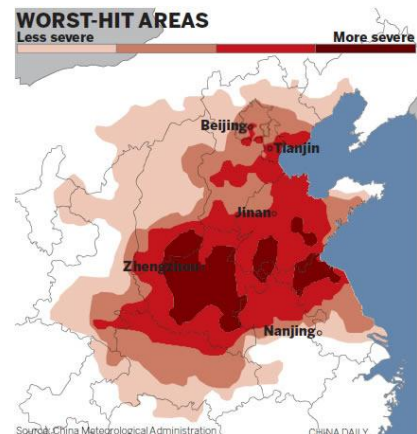 WORST-HIT AREAS
Less severe More severe
Beijing
Tianjin
Jinan
Zhengzhou
Nanjing
Source: China Meteorological Administration CHINA DAILY